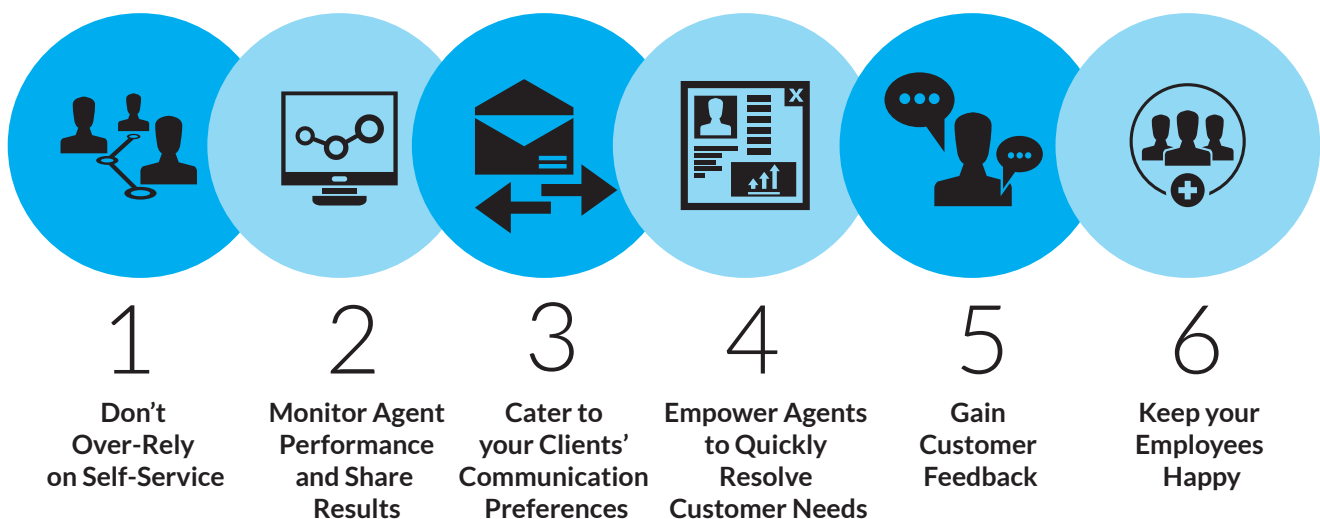 1
Don't
Over-Rely
on Self-Service
2
Monitor Agent
Performance
and Share
Results
3
Cater to
your Clients'
Communication
Preferences
X
4
Empower Agents
to Quickly
Resolve
Customer Needs
5
Gain
Customer
Feedback
6
Keep your
Employees
Happy